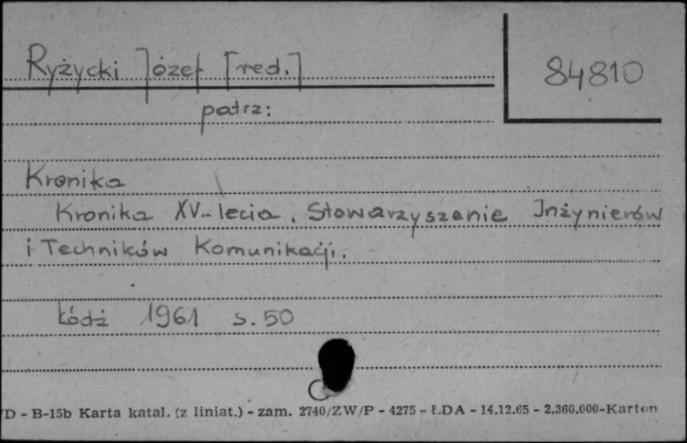 Ryżycki Józef [red.]
84810
patrz:
Kronika
Kronika XV-lecia. Stowarzyszenie Inżynierów
i Techników Komunikacji.
Łódź 1961 s. 50
/D - B-15b Karta katal. (z liniat.) - zam. 2740/ZW/P - 4275 - ŁDA - 14.12.65 - 2.360.000-Karton